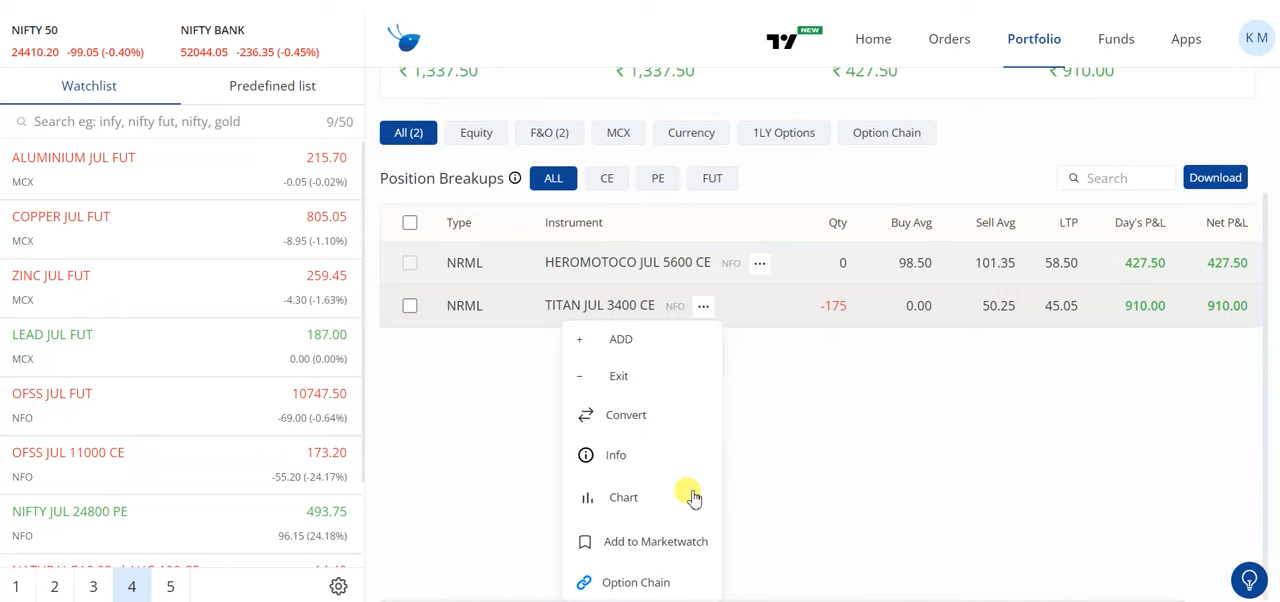 NIFTY 50
24410.20 -99.05 (-0.40%)
NIFTY BANK
52044.05 -236.35 (-0.45%)
NEW
Home
Orders
Portfolio
Funds
Apps
K M
Watchlist
Predefined list
Search eg: infy, nifty fut, nifty, gold
9/50
ALUMINIUM JUL FUT 215.70
MCX -0.05 (-0.02%)
COPPER JUL FUT 805.05
MCX -8.95 (-1.10%)
ZINC JUL FUT 259.45
MCX -4.30 (-1.63%)
LEAD JUL FUT 187.00
MCX 0.00 (0.00%)
OFSS JUL FUT 10747.50
NFO -69.00 (-0.64%)
OFSS JUL 11000 CE 173.20
NFO -55.20 (-24.17%)
NIFTY JUL 24800 PE 493.75
NFO 96.15 (24.18%)
1 2 3 4 5
₹ 1,337.50 ₹ 1,337.50 ₹ 427.50 ₹ 910.00
All (2) Equity F&O (2) MCX Currency 1LY Options Option Chain
Position Breakups ALL CE PE FUT Search Download
Type Instrument Qty Buy Avg Sell Avg LTP Day's P&L Net P&L
NRML HEROMOTOCO JUL 5600 CE NFO ... 0 98.50 101.35 58.50 427.50 427.50
NRML TITAN JUL 3400 CE NFO ... -175 0.00 50.25 45.05 910.00 910.00
+ ADD
− Exit
Convert
Info
Chart
Add to Marketwatch
Option Chain